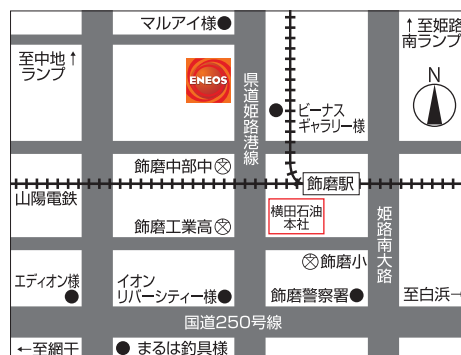 マルアイ様
↑至姫路
南ランプ
至中地↑
ランプ
ENEOS
N
県道姫路港線
ビーナス
ギャラリー様
飾磨中部中
飾磨駅
山陽電鉄
横田石油
本社
飾磨工業高
姫路南大路
飾磨小
エディオン様
イオン
リバーシティー様
飾磨警察署
至白浜→
国道250号線
←至網干
まるは釣具様